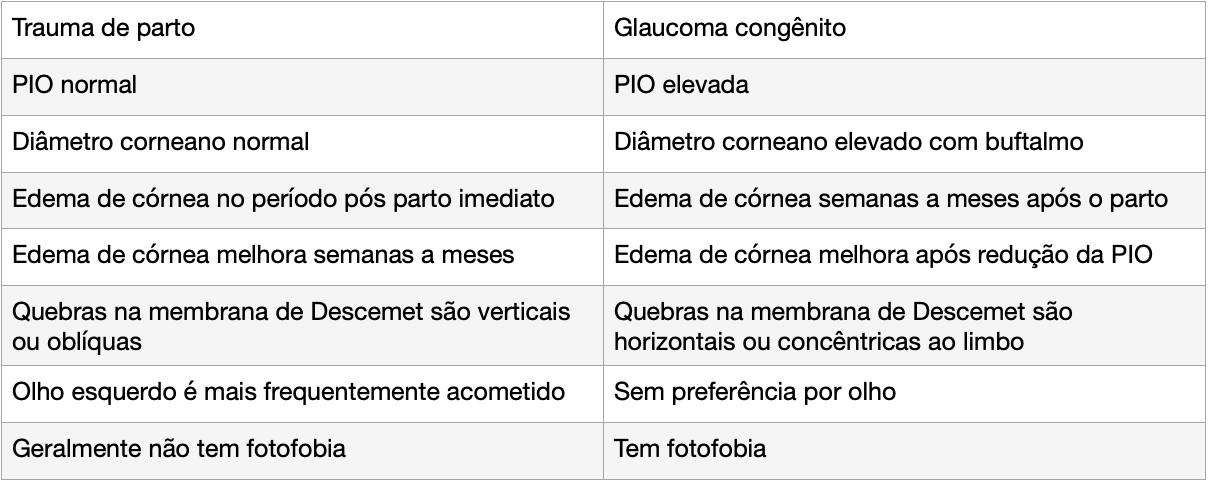 Trauma de parto
Glaucoma congênito
PIO normal
PIO elevada
Diâmetro corneano normal
Diâmetro corneano elevado com buftalmo
Edema de córnea no período pós parto imediato
Edema de córnea semanas a meses após o parto
Edema de córnea melhora semanas a meses
Edema de córnea melhora após redução da PIO
Quebras na membrana de Descemet são verticais
ou oblíquas
Quebras na membrana de Descemet são
horizontais ou concêntricas ao limbo
Olho esquerdo é mais frequentemente acometido
Sem preferência por olho
Geralmente não tem fotofobia
Tem fotofobia